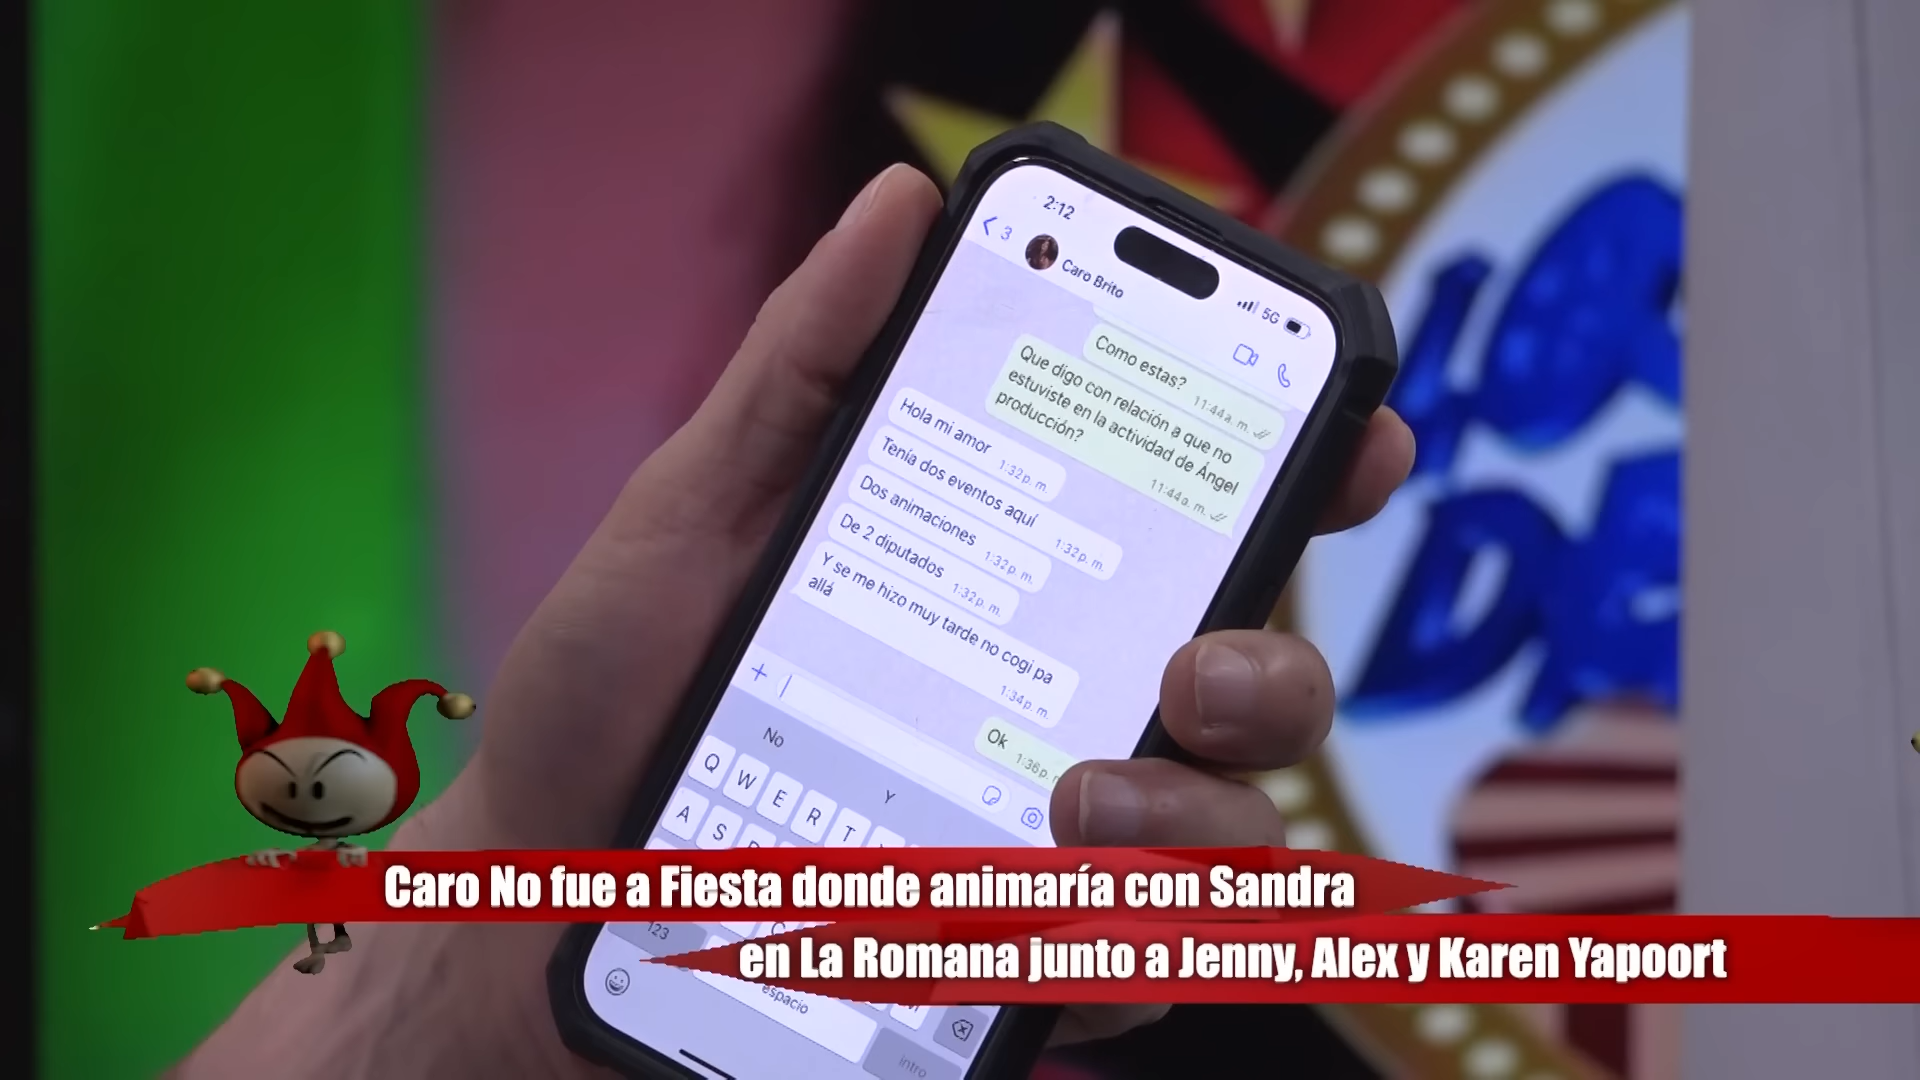 2:12
3
Caro Brito
5G
Como estas?
11:44 a. m.
Que digo con relación a que no
estuviste en la actividad de Ángel
producción?
11:44 a. m.
Hola mi amor
1:32 p. m.
Tenía dos eventos aquí
1:32 p. m.
Dos animaciones
1:32 p. m.
De 2 diputados
1:32 p. m.
Y se me hizo muy tarde no cogi pa
allá
1:34 p. m.
Ok
1:36 p.
No
Y
Q W E R T
A S
Caro No fue a Fiesta donde animaría con Sandra
123
en La Romana junto a Jenny, Alex y Karen Yapoort
espacio
intro